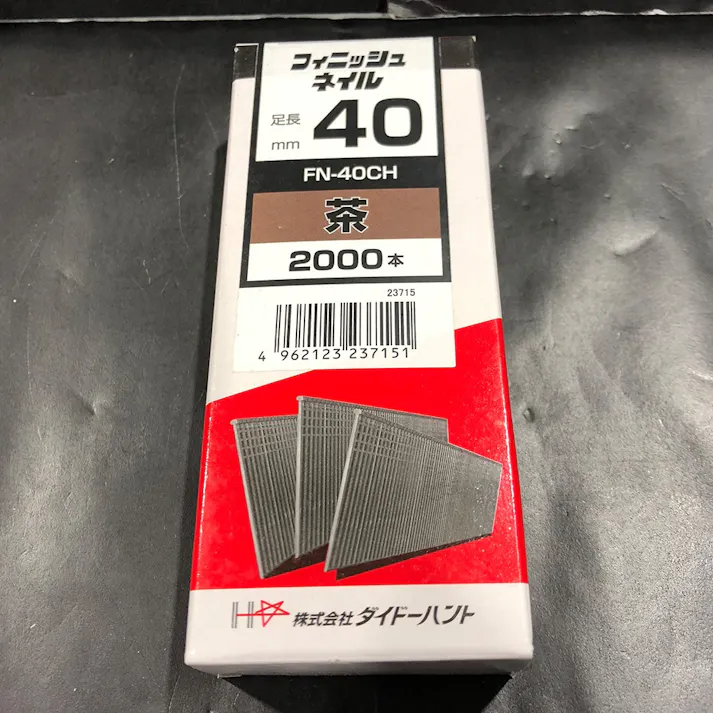 フィニッシュ
ネイル
足長
mm
40
FN-40CH
茶
2000本
23715
4 962123 237151
株式会社 ダイドーハント